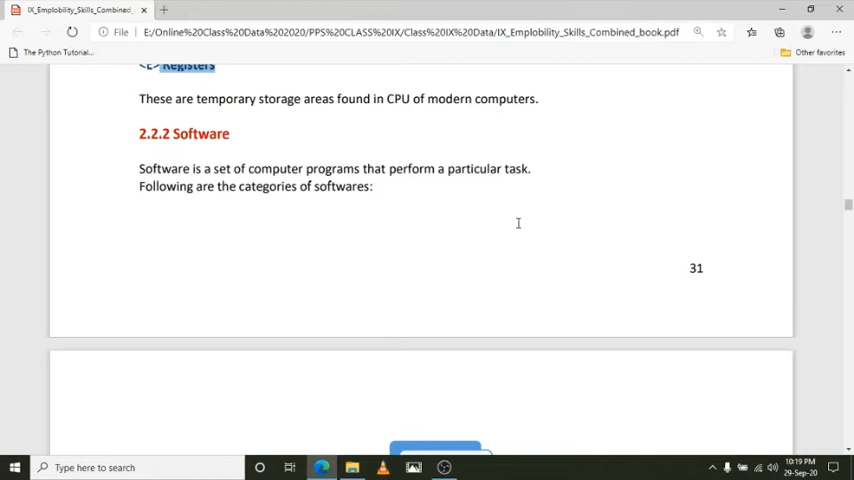 IX_Emplobility_Skills_Combined_
File
E:/Online%20Class%20Data%202020/PPS%20CLASS%20IX/Class%20IX%20Data/IX_Emplobility_Skills_Combined_book.pdf
The Python Tutorial...
Other favorites
<E> Registers
These are temporary storage areas found in CPU of modern computers.
2.2.2 Software
Software is a set of computer programs that perform a particular task.
Following are the categories of softwares:
31
Type here to search
10:19 PM
29-Sep-20